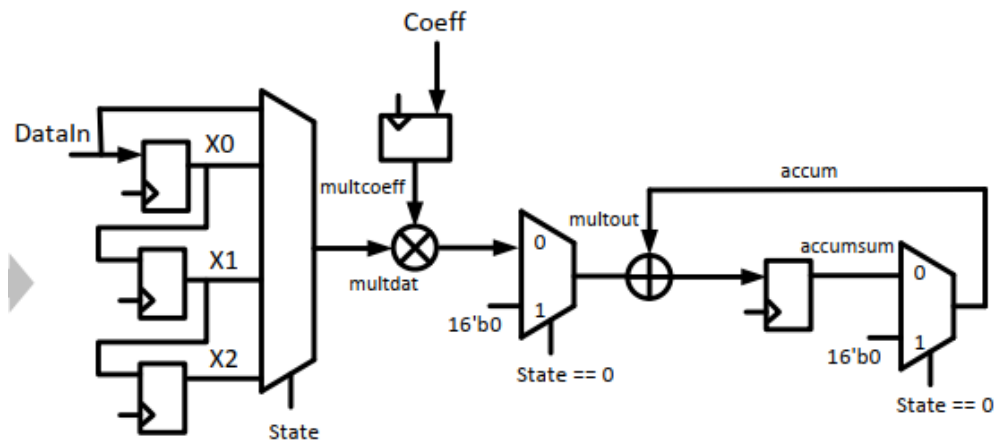 Coeff
DataIn
X0
multcoeff
accum
multout
0
accumsum
0
X1
multdat
1
16'b0
1
16'b0
X2
State == 0
State == 0
State